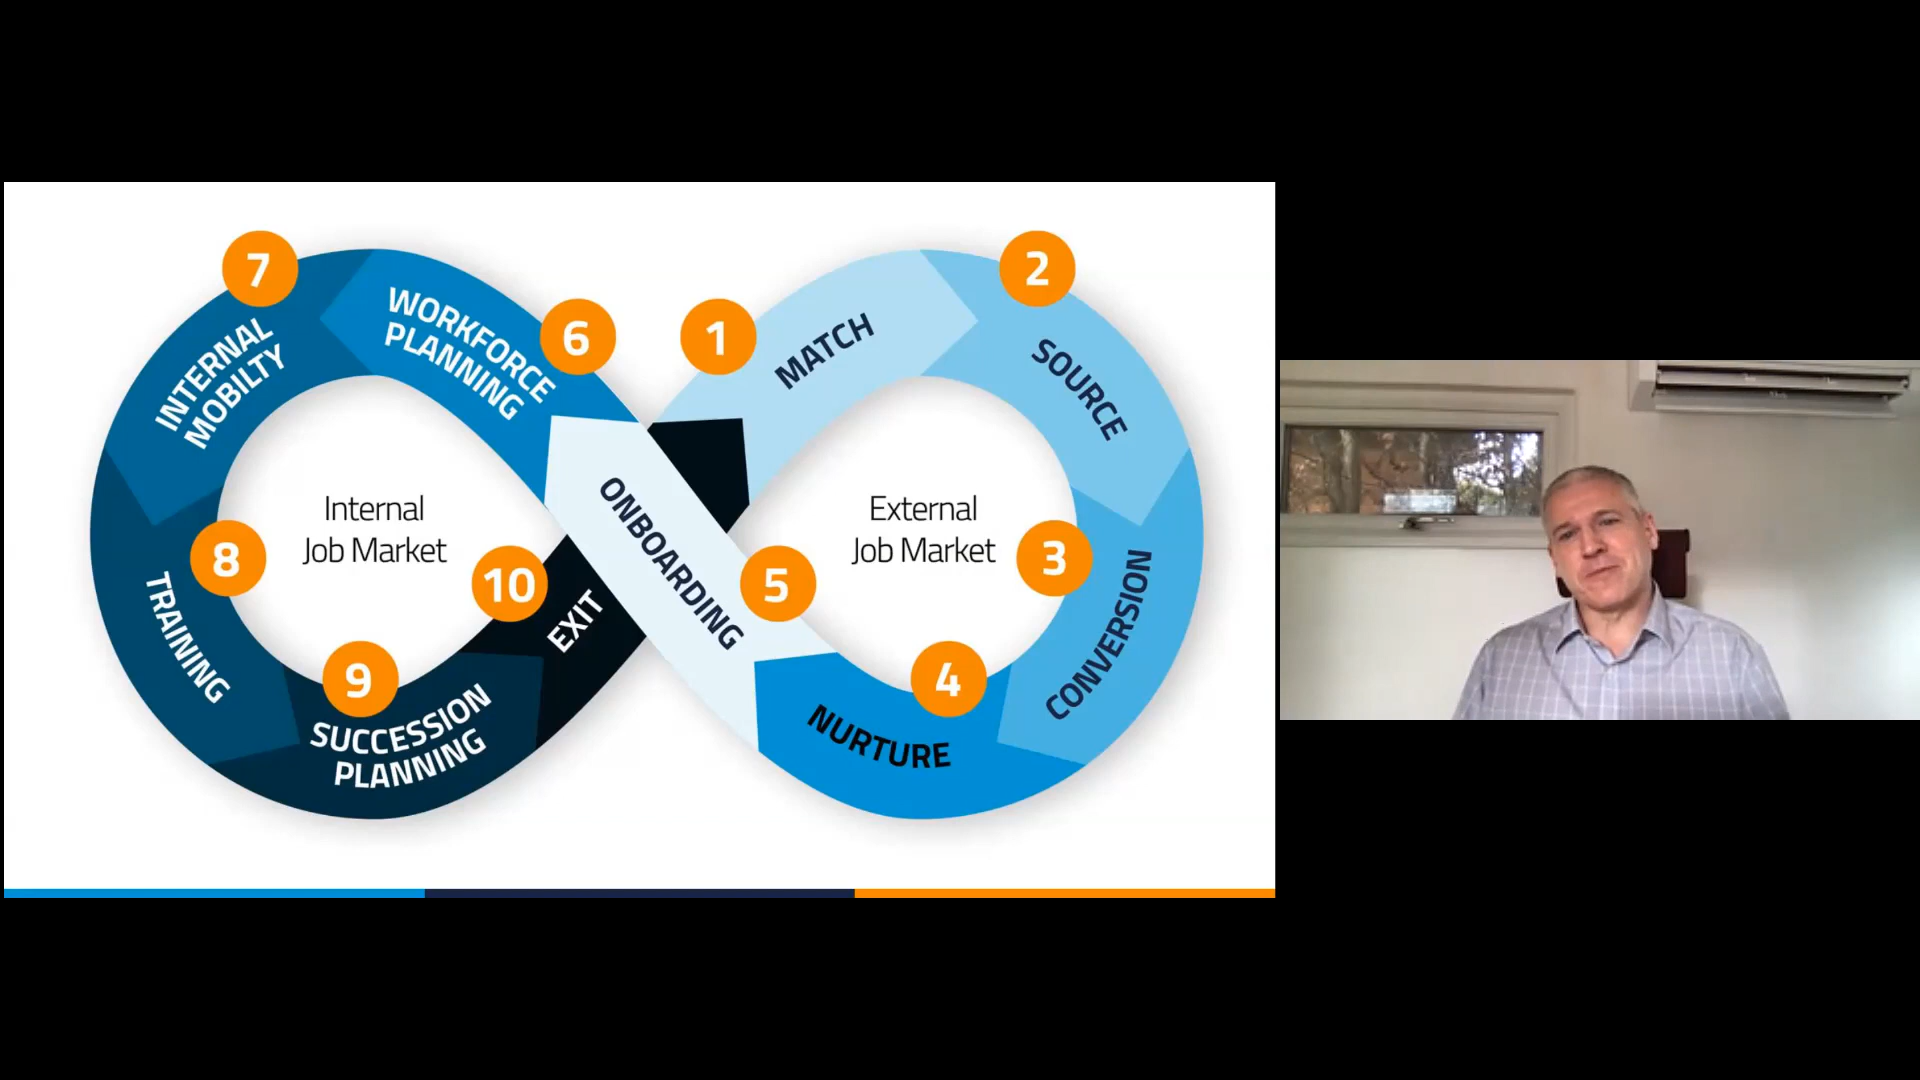 1
MATCH
2
SOURCE
3
CONVERSION
4
NURTURE
5
ONBOARDING
External
Job Market
6
WORKFORCE
PLANNING
7
INTERNAL
MOBILTY
8
TRAINING
9
SUCCESSION
PLANNING
10
EXIT
Internal
Job Market